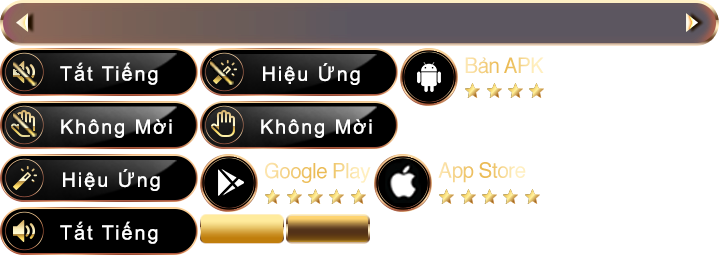 Tắt Tiếng
Hiệu Ứng
Bản APK
Không Mời
Không Mời
Hiệu Ứng
Google Play
App Store
Tắt Tiếng